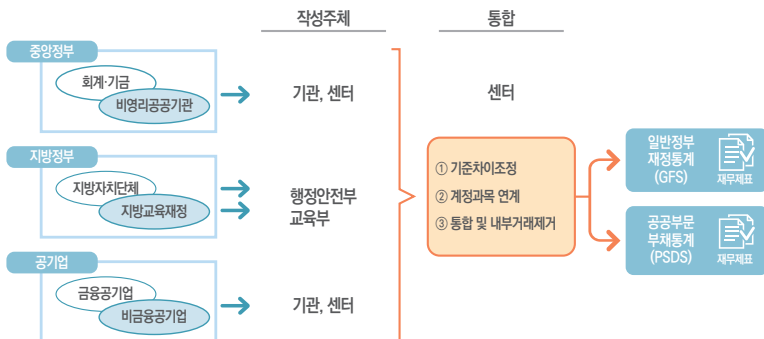 작성주체
통합
중앙정부
회계·기금
비영리공공기관
기관, 센터
센터
지방정부
지방자치단체
지방교육재정
행정안전부
교육부
① 기준차이조정
② 계정과목 연계
③ 통합 및 내부거래제거
일반정부
재정통계
(GFS)
재무제표
공공부문
부채통계
(PSDS)
재무제표
공기업
금융공기업
비금융공기업
기관, 센터